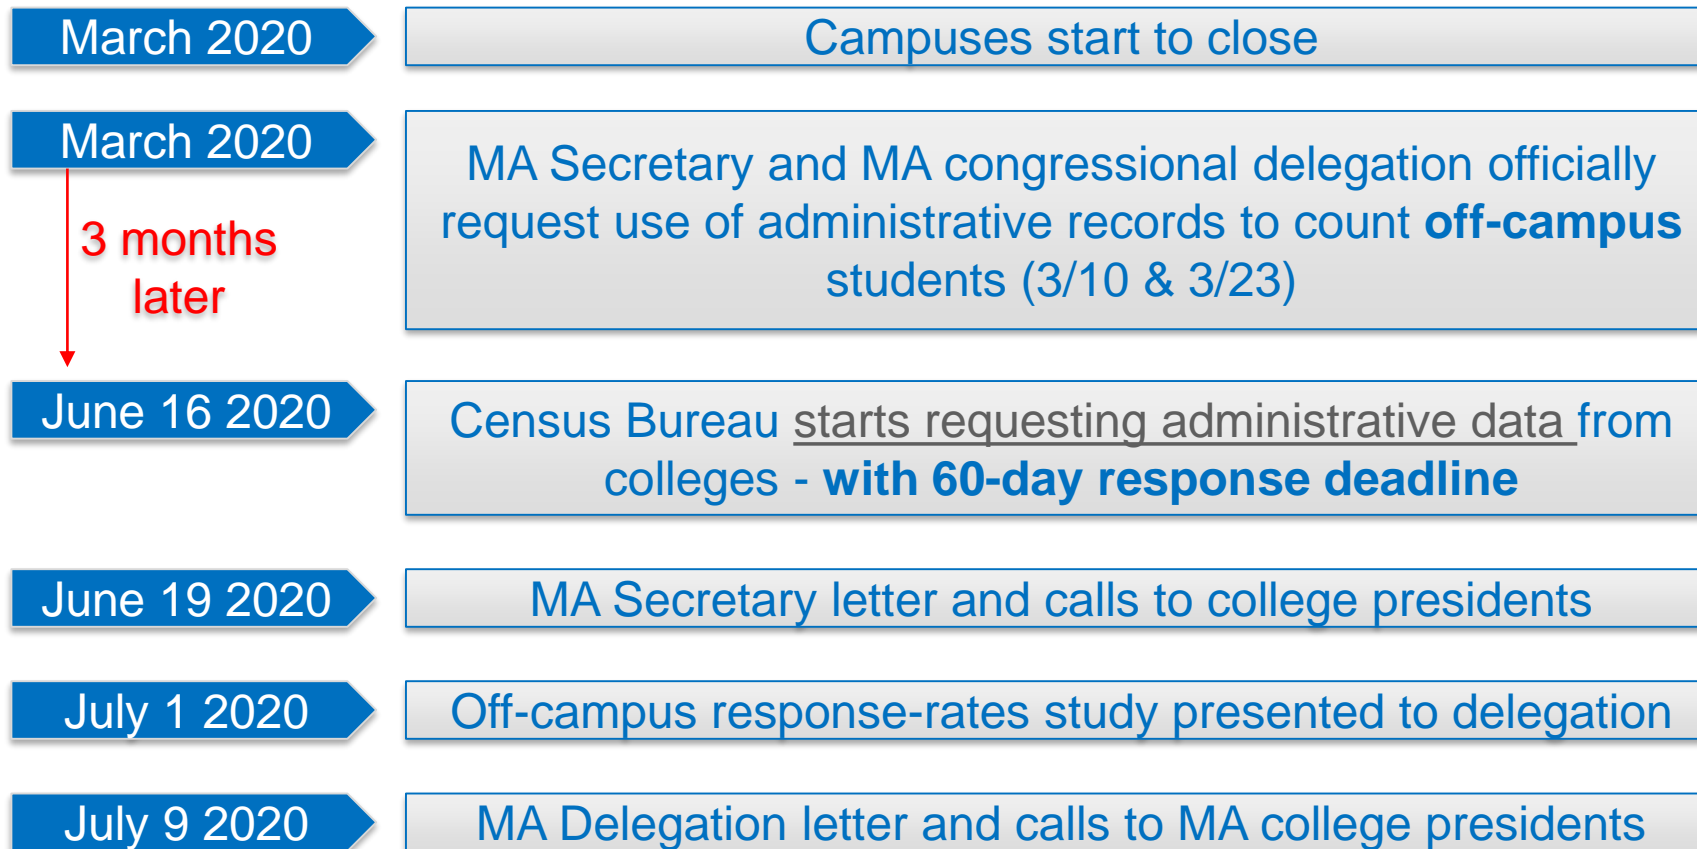 March 2020
Campuses start to close
March 2020
MA Secretary and MA congressional delegation officially
request use of administrative records to count off-campus
students (3/10 & 3/23)
3 months
later
June 16 2020
Census Bureau starts requesting administrative data from
colleges - with 60-day response deadline
June 19 2020
MA Secretary letter and calls to college presidents
July 1 2020
Off-campus response-rates study presented to delegation
July 9 2020
MA Delegation letter and calls to MA college presidents